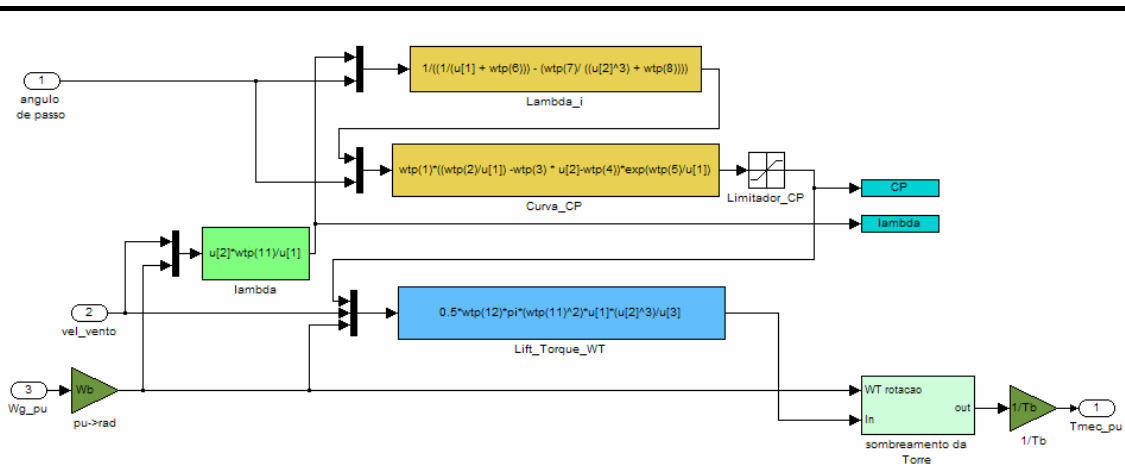 1
angulo
de passo
1/((1/(u[1] + wtp(6))) - (wtp(7)/ ((u[2]^3) + wtp(8))))
Lambda_i
wtp(1)*((wtp(2)/u[1]) -wtp(3) * u[2]-wtp(4))*exp(wtp(5)/u[1])
Curva_CP
Limitador_CP
CP
lambda
u[2]*wtp(11)/u[1]
lambda
2
vel_vento
0.5*wtp(12)*pi*(wtp(11)^2)*u[1]*(u[2]^3)/u[3]
Lift_Torque_WT
3
Wg_pu
Wb
pu->rad
WT rotacao
In
out
sombreamento da
Torre
1/Tb
1/Tb
1
Tmec_pu